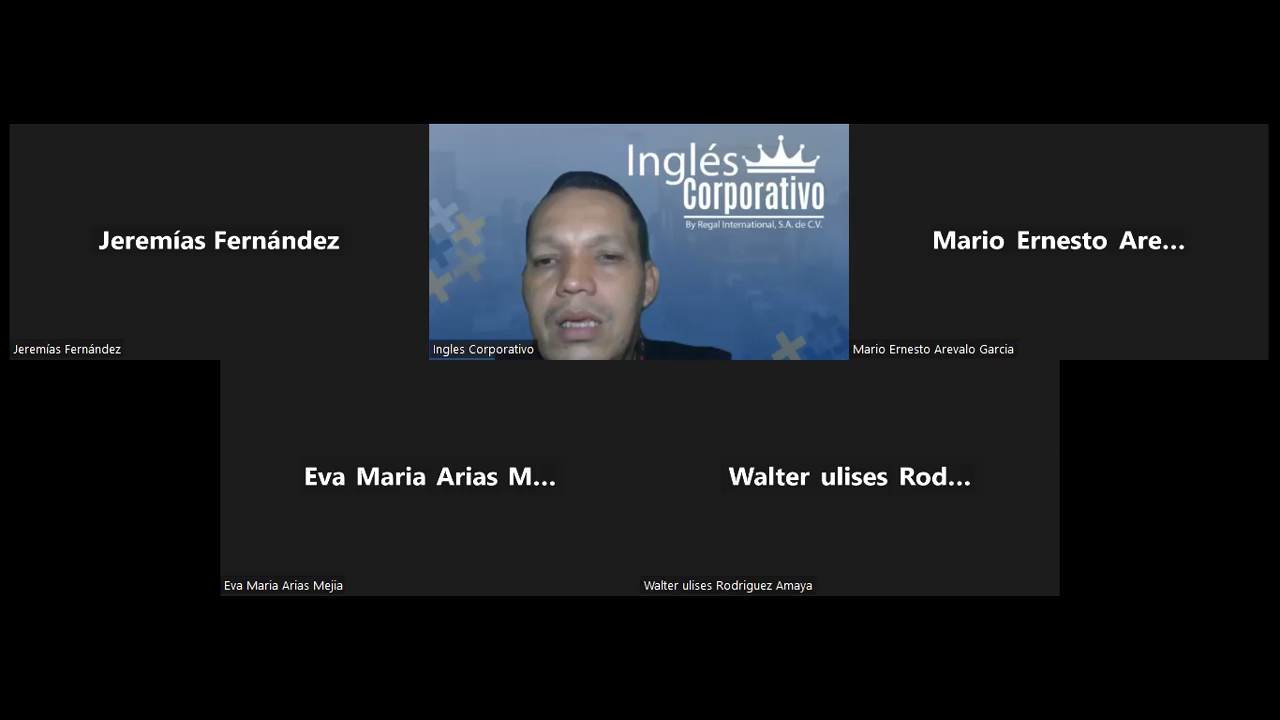 Jeremías Fernández
Jeremías Fernández
Inglés
Corporativo
By Regal International, S.A. de C.V.
Ingles Corporativo
Mario Ernesto Are...
Mario Ernesto Arevalo Garcia
Eva Maria Arias M...
Eva Maria Arias Mejia
Walter ulises Rod...
Walter ulises Rodriguez Amaya